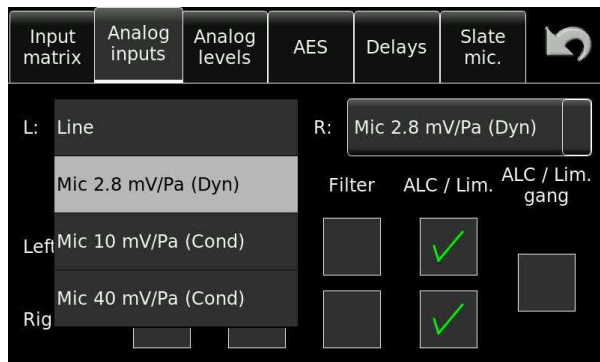 Input matrix
Analog inputs
Analog levels
AES
Delays
Slate mic.
L:
Line
R:
Mic 2.8 mV/Pa (Dyn)
Mic 2.8 mV/Pa (Dyn)
Filter
ALC / Lim.
ALC / Lim. gang
Left
Mic 10 mV/Pa (Cond)
Mic 40 mV/Pa (Cond)
Rig